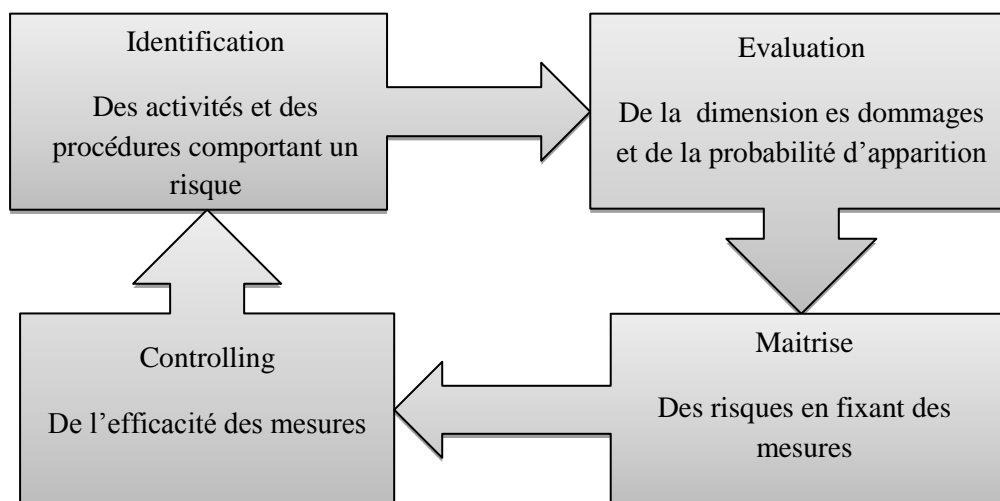 Identification
Des activités et des
procédures comportant un
risque
Evaluation
De la dimension es dommages
et de la probabilité d’apparition
Maitrise
Des risques en fixant des
mesures
Controlling
De l’efficacité des mesures